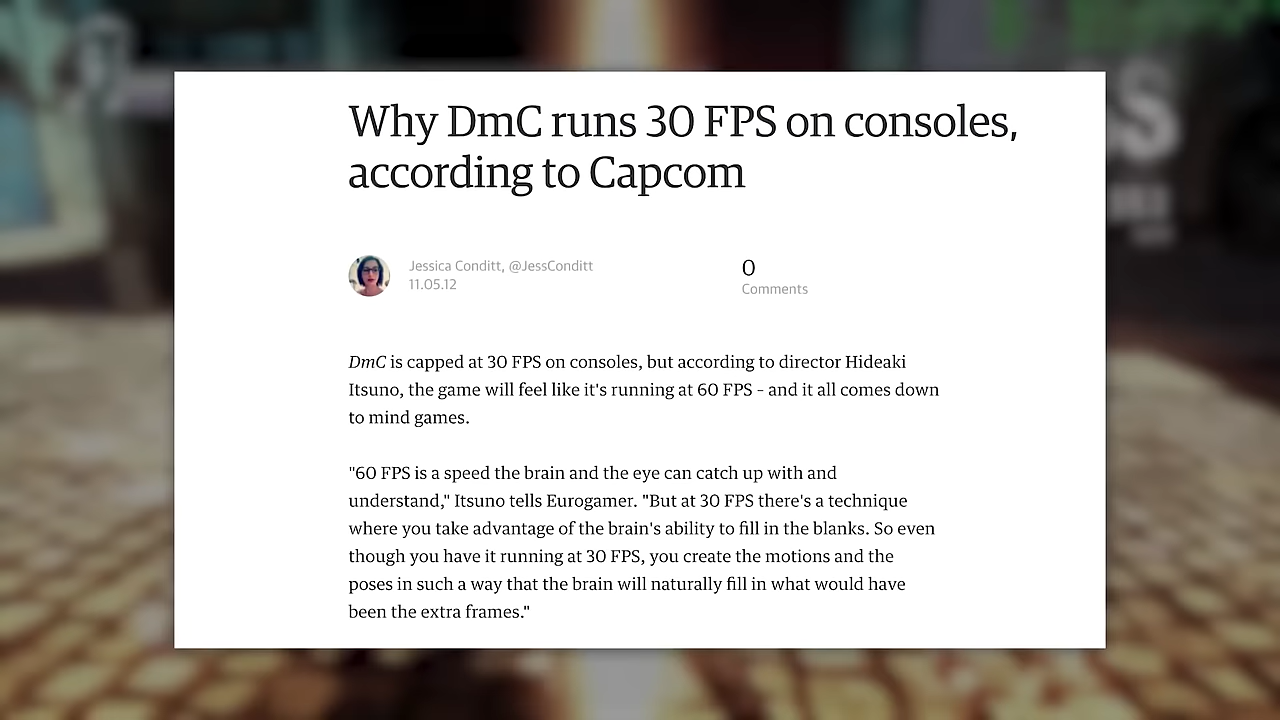 Why DmC runs 30 FPS on consoles,
according to Capcom
Jessica Conditt, @JessConditt
11.05.12
0
Comments
DmC is capped at 30 FPS on consoles, but according to director Hideaki
Itsuno, the game will feel like it's running at 60 FPS – and it all comes down
to mind games.
"60 FPS is a speed the brain and the eye can catch up with and
understand," Itsuno tells Eurogamer. "But at 30 FPS there's a technique
where you take advantage of the brain's ability to fill in the blanks. So even
though you have it running at 30 FPS, you create the motions and the
poses in such a way that the brain will naturally fill in what would have
been the extra frames."